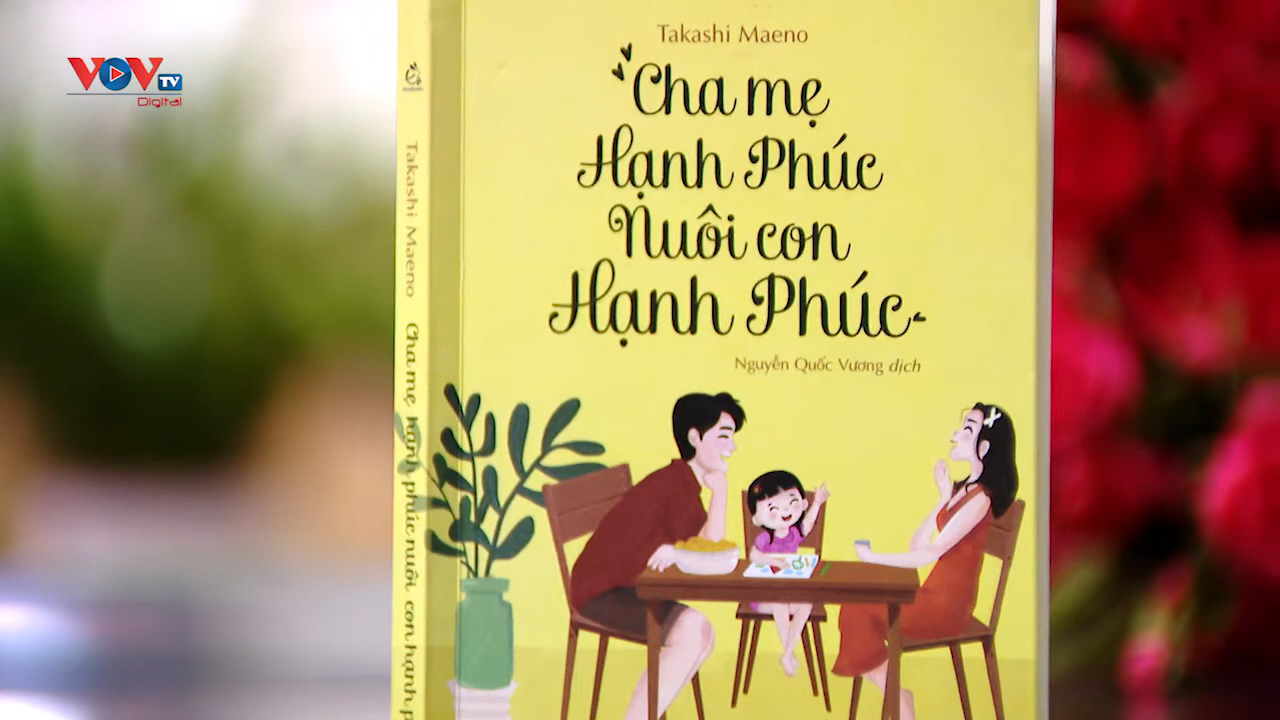 VOV TV
Digital
Takashi Maeno
Cha mẹ
Hạnh Phúc
Nuôi con
Hạnh Phúc
Nguyễn Quốc Vương dịch
Takashi Maeno Cha mẹ hạnh phúc nuôi con hạnh p